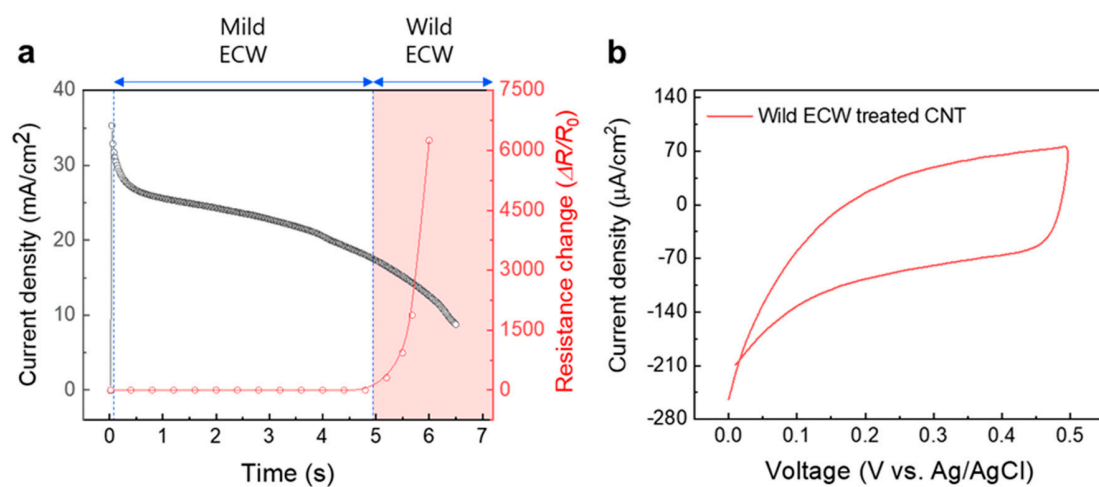 a
Mild
ECW
Wild
ECW
40
30
20
10
0
Current density (mA/cm2)
7500
6000
4500
3000
1500
0
Resistance change (ΔR/R0)
0
1
2
3
4
5
6
7
Time (s)
b
Wild ECW treated CNT
140
70
0
-70
-140
-210
-280
Current density (μA/cm2)
0.0
0.1
0.2
0.3
0.4
0.5
Voltage (V vs. Ag/AgCl)